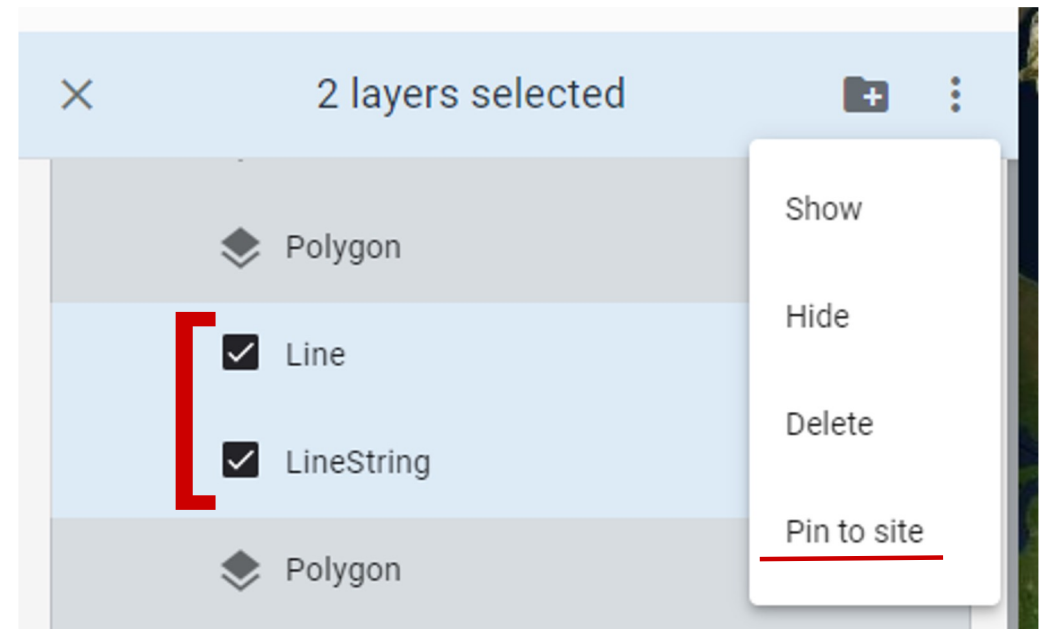 2 layers selected
Show
Polygon
Hide
Line
Delete
LineString
Pin to site
Polygon